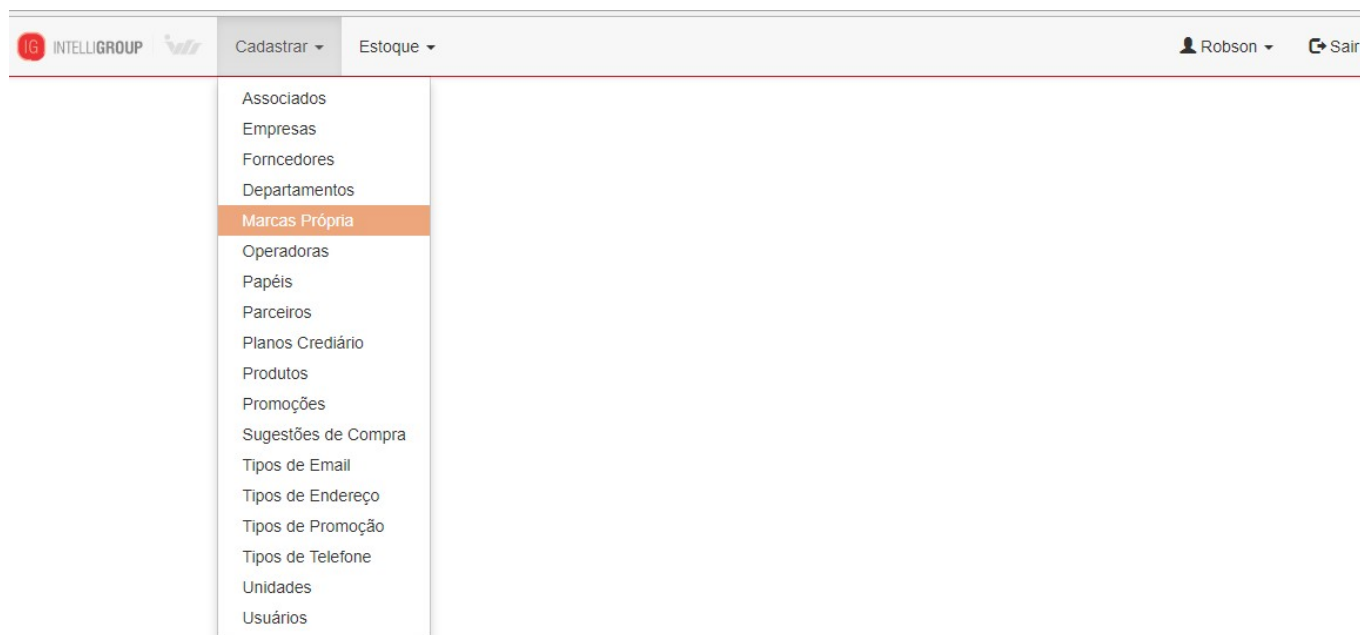 IG INTELLIGROUP Cadastrar Estoque Robson Sair
Associados
Empresas
Forncedores
Departamentos
Marcas Própria
Operadoras
Papéis
Parceiros
Planos Crediário
Produtos
Promoções
Sugestões de Compra
Tipos de Email
Tipos de Endereço
Tipos de Promoção
Tipos de Telefone
Unidades
Usuários